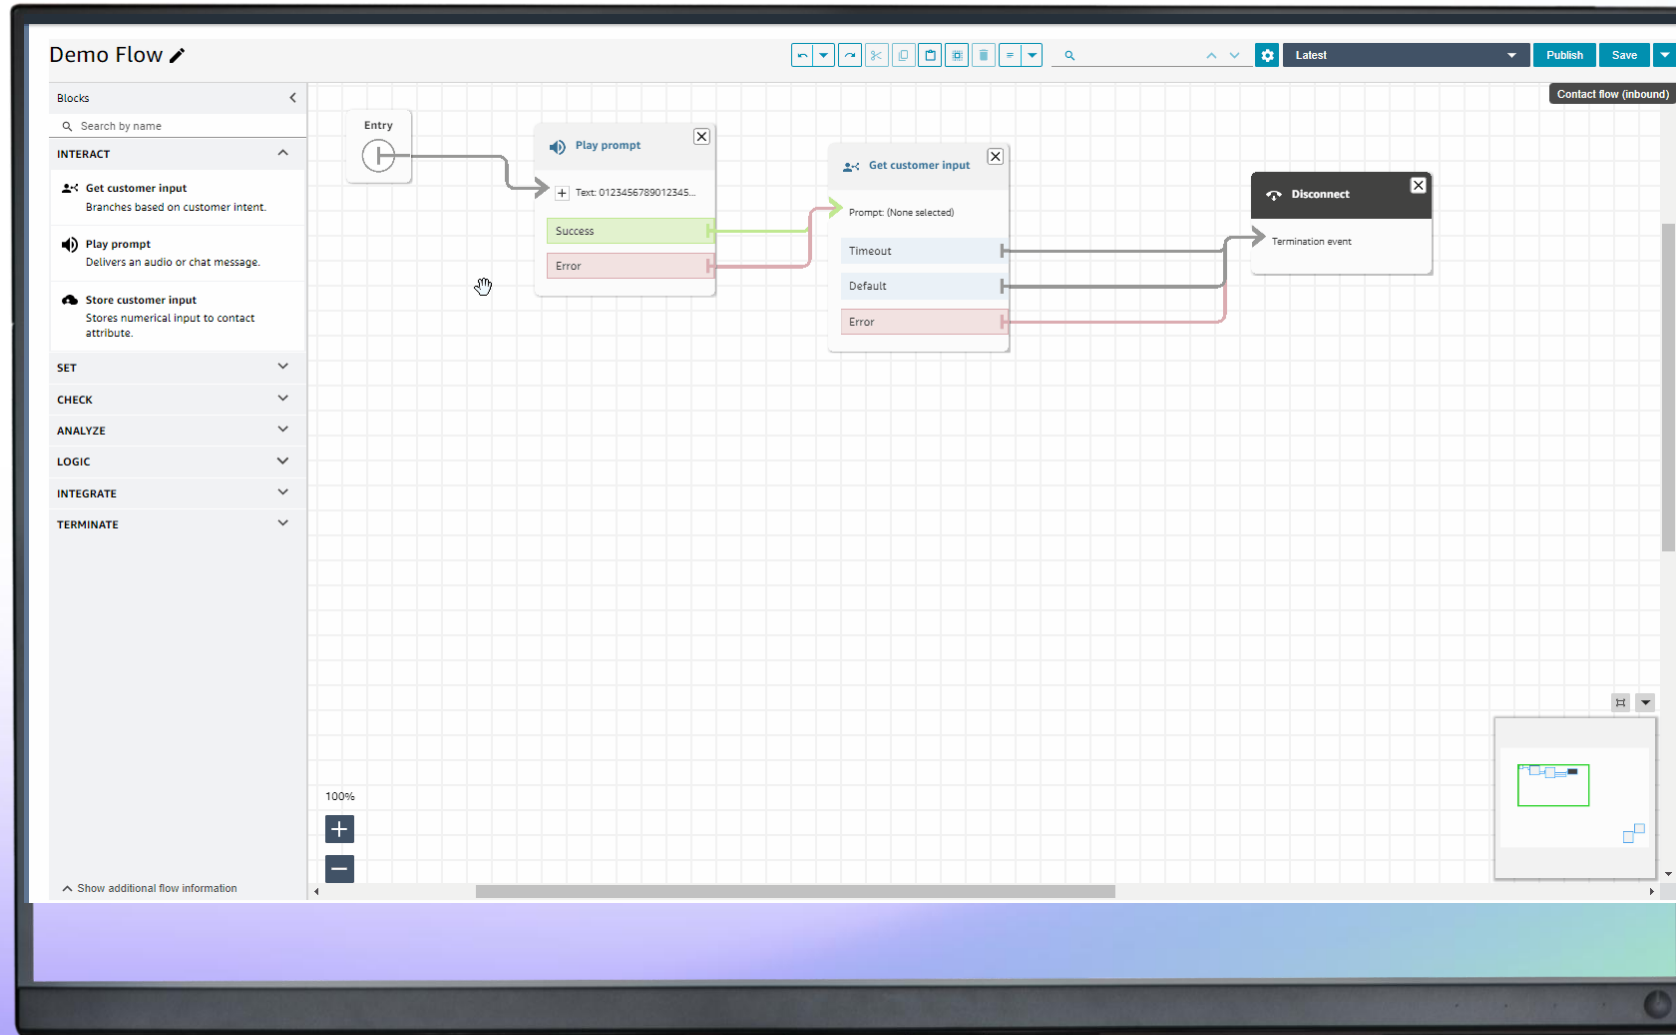 Demo Flow
Latest
Publish
Save
Contact flow (inbound)
Blocks
Search by name
INTERACT
Get customer input
Branches based on customer intent.
Play prompt
Delivers an audio or chat message.
Store customer input
Stores numerical input to contact
attribute.
SET
CHECK
ANALYZE
LOGIC
INTEGRATE
TERMINATE
Show additional flow information
Entry
Play prompt
Text: 0123456789012345...
Success
Error
Get customer input
Prompt: (None selected)
Timeout
Default
Error
Disconnect
Termination event
100%